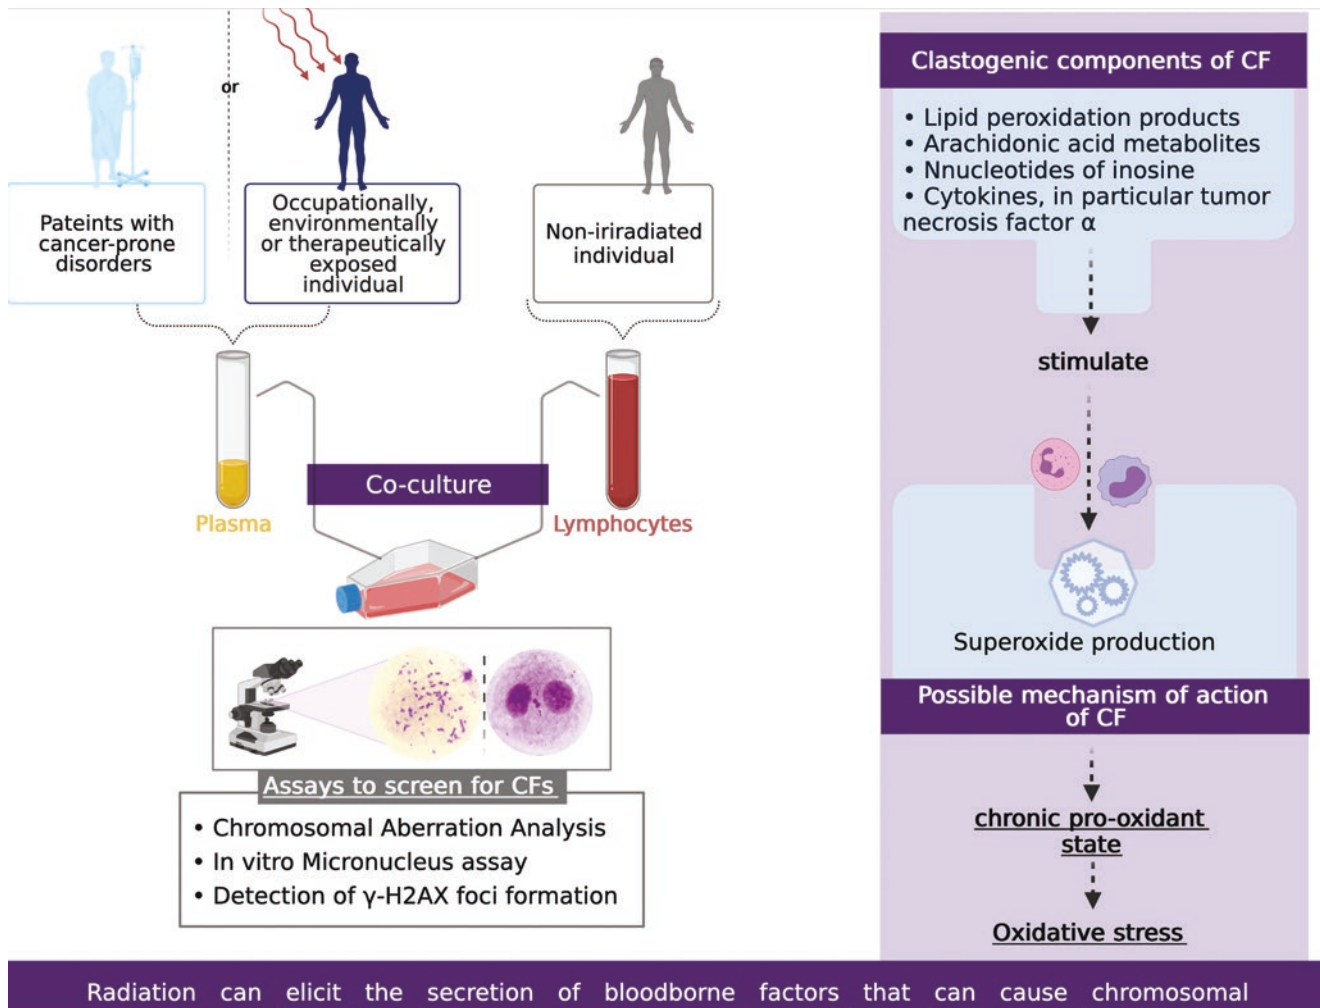 or
Pateints with
cancer-prone
disorders
Occupationally,
environmentally
or therapeutically
exposed
individual
Non-iriradiated
individual
Plasma
Co-culture
Lymphocytes
Assays to screen for CFs
• Chromosomal Aberration Analysis
• In vitro Micronucleus assay
• Detection of γ-H2AX foci formation
Clastogenic components of CF
• Lipid peroxidation products
• Arachidonic acid metabolites
• Nnucleotides of inosine
• Cytokines, in particular tumor
necrosis factor α
stimulate
Superoxide production
Possible mechanism of action
of CF
chronic pro-oxidant
state
Oxidative stress
Radiation can elicit the secretion of bloodborne factors that can cause chromosomal